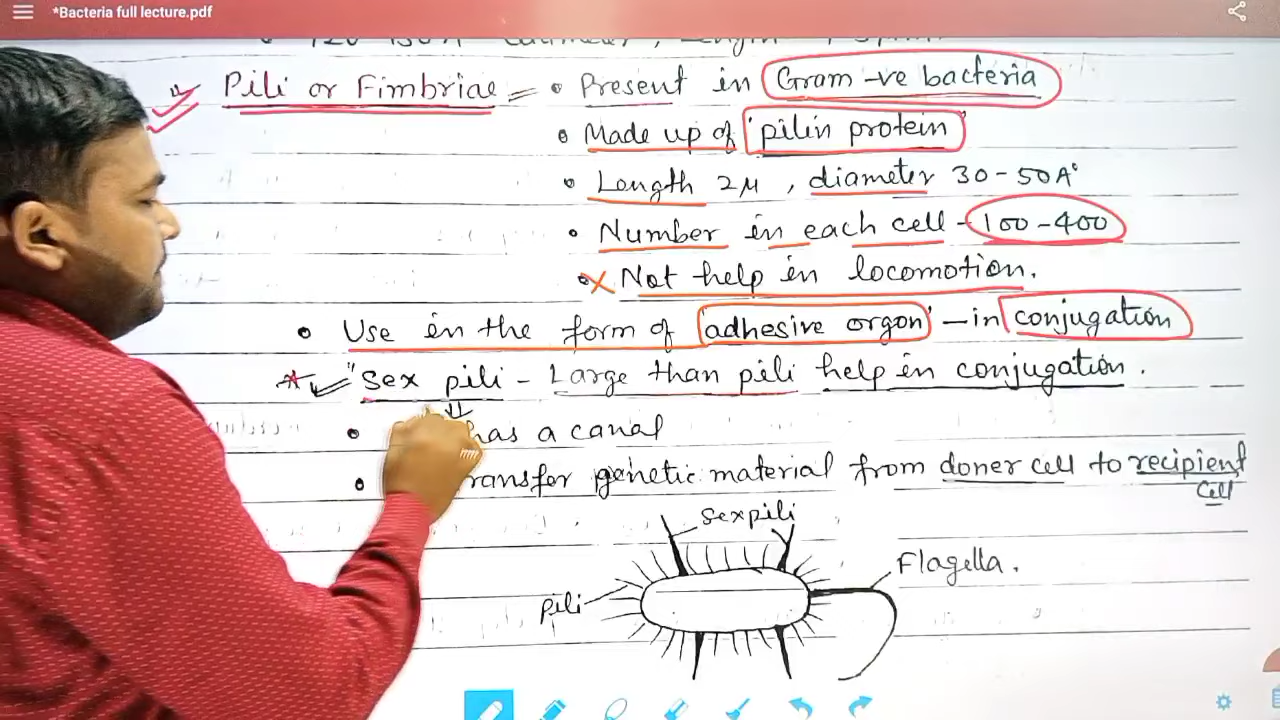 *Bacteria full lecture.pdf
Pili or Fimbriae = • Present in Gram -ve bacteria
• Made up of 'pilin protein'
• Length 2μ, diameter 30-50A°
• Number in each cell - 100-400
• X Not help in locomotion.
• Use in the form of 'adhesive orgon' - in conjugation
"Sex pili - Large than pili help in conjugation.
• has a canal
• genetic material from doner cell to recipient
cell
Sexpili
Flagella.
pili